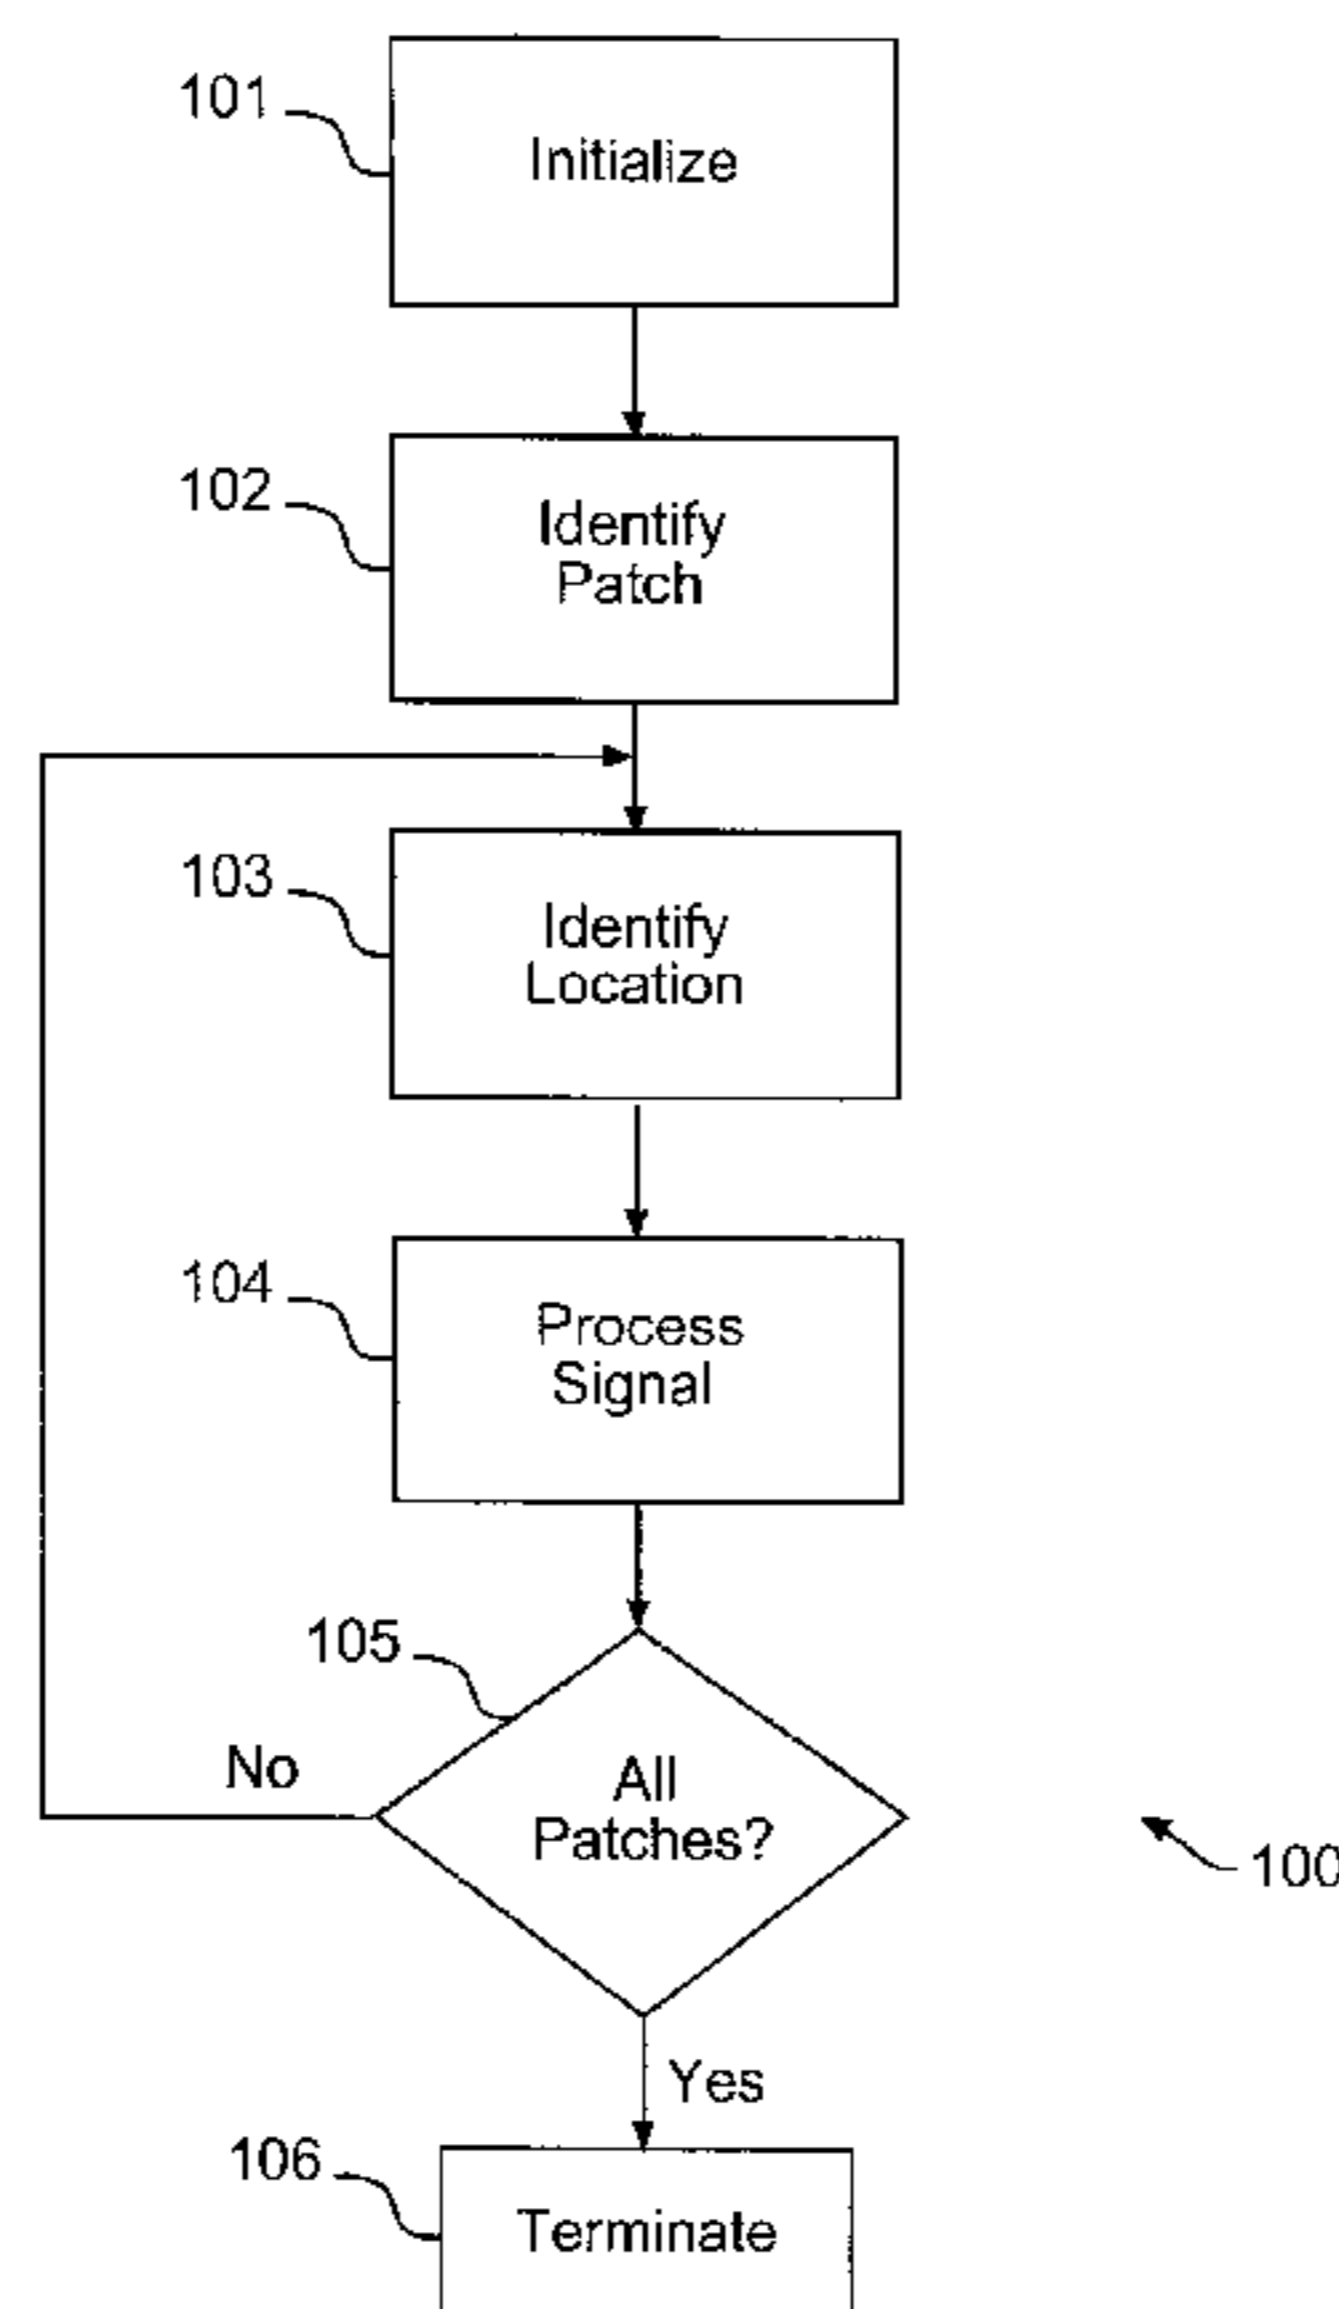 101
Initialize
102
Identify
Patch
103
Identify
Location
104
Process
Signal
105
No
All
Patches?
100
Yes
106
Terminate